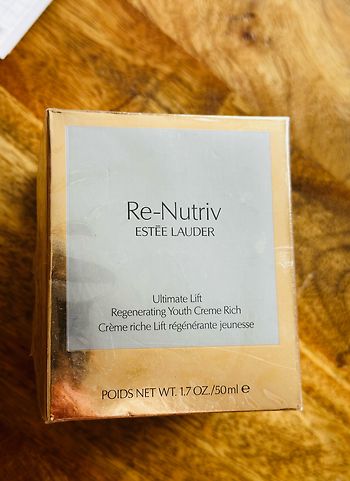 Re-Nutriv
ESTĒE LAUDER
Ultimate Lift
Regenerating Youth Creme Rich
Crème riche Lift régénérante jeunesse
POIDS NET WT. 1.7 OZ./50ml ℮